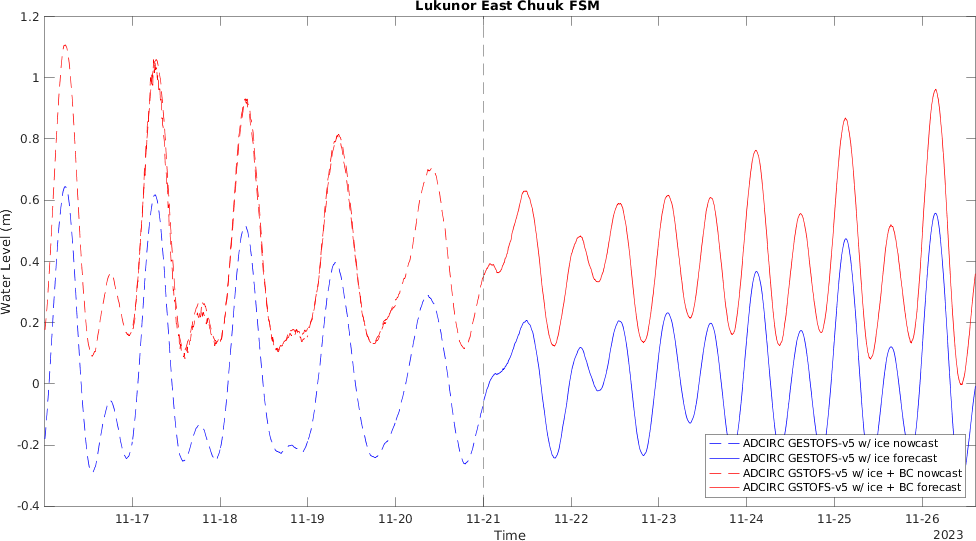 Lukunor East Chuuk FSM
1.2
1
0.8
0.6
0.4
0.2
0
-0.2
-0.4
Water Level (m)
ADCIRC GESTOFS-v5 w/ ice nowcast
ADCIRC GESTOFS-v5 w/ ice forecast
ADCIRC GSTOFS-v5 w/ ice + BC nowcast
ADCIRC GSTOFS-v5 w/ ice + BC forecast
11-17 11-18 11-19 11-20 11-21 11-22 11-23 11-24 11-25 11-26
Time
2023